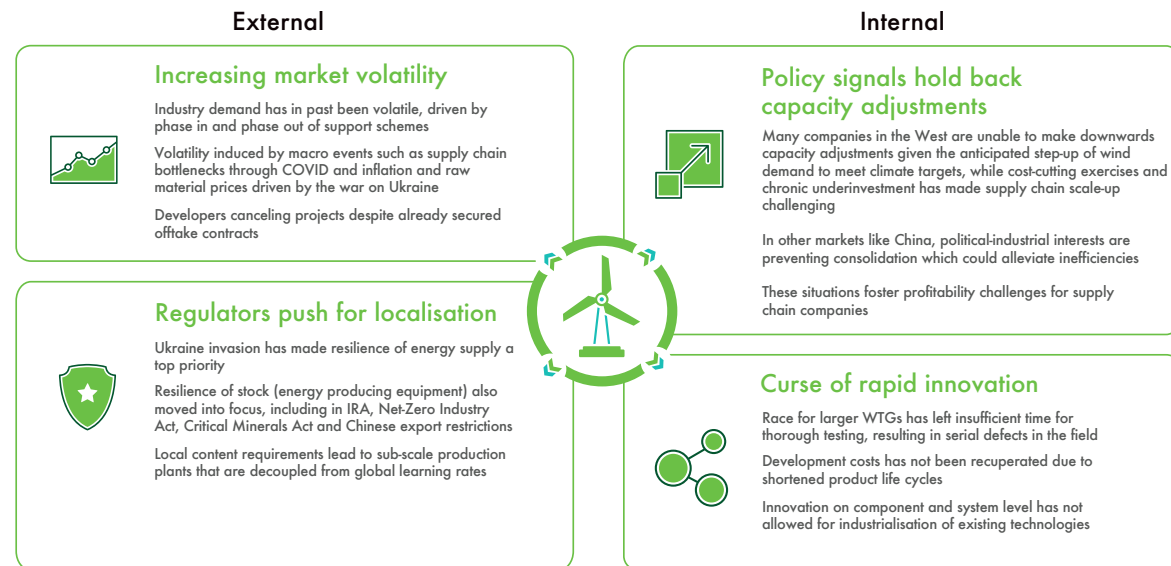 External
Increasing market volatility
Industry demand has in past been volatile, driven by
phase in and phase out of support schemes
Volatility induced by macro events such as supply chain
bottlenecks through COVID and inflation and raw
material prices driven by the war on Ukraine
Developers canceling projects despite already secured
offtake contracts
Regulators push for localisation
Ukraine invasion has made resilience of energy supply a
top priority
Resilience of stock (energy producing equipment) also
moved into focus, including in IRA, Net-Zero Industry
Act, Critical Minerals Act and Chinese export restrictions
Local content requirements lead to sub-scale production
plants that are decoupled from global learning rates
Internal
Policy signals hold back
capacity adjustments
Many companies in the West are unable to make downwards
capacity adjustments given the anticipated step-up of wind
demand to meet climate targets, while cost-cutting exercises and
chronic underinvestment has made supply chain scale-up
challenging
In other markets like China, political-industrial interests are
preventing consolidation which could alleviate inefficiencies
These situations foster profitability challenges for supply
chain companies
Curse of rapid innovation
Race for larger WTGs has left insufficient time for
thorough testing, resulting in serial defects in the field
Development costs has not been recuperated due to
shortened product life cycles
Innovation on component and system level has not
allowed for industrialisation of existing technologies